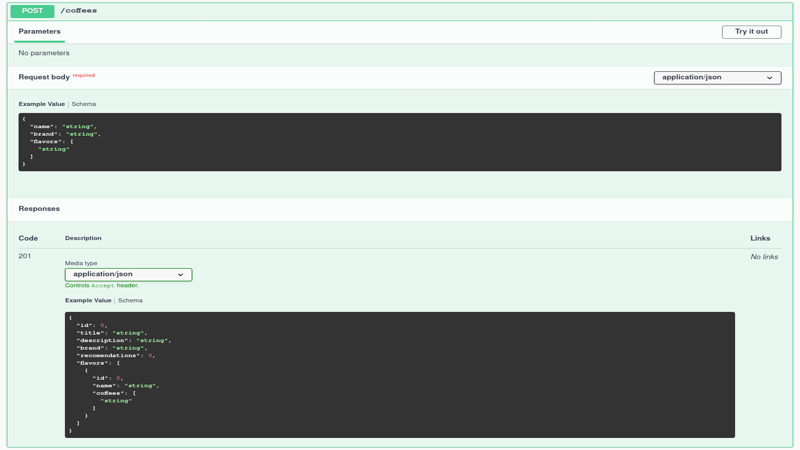 POST /coffees
Parameters Try it out
No parameters
Request body required application/json
Example Value | Schema
{
"name": "string",
"brand": "string",
"flavors": [
"string"
]
}
Responses
Code Description Links
201 No links
Media type
application/json
Controls Accept header.
Example Value | Schema
{
"id": 0,
"title": "string",
"description": "string",
"brand": "string",
"recomendations": 0,
"flavors": [
{
"id": 0,
"name": "string",
"coffees": [
"string"
]
}
]
}